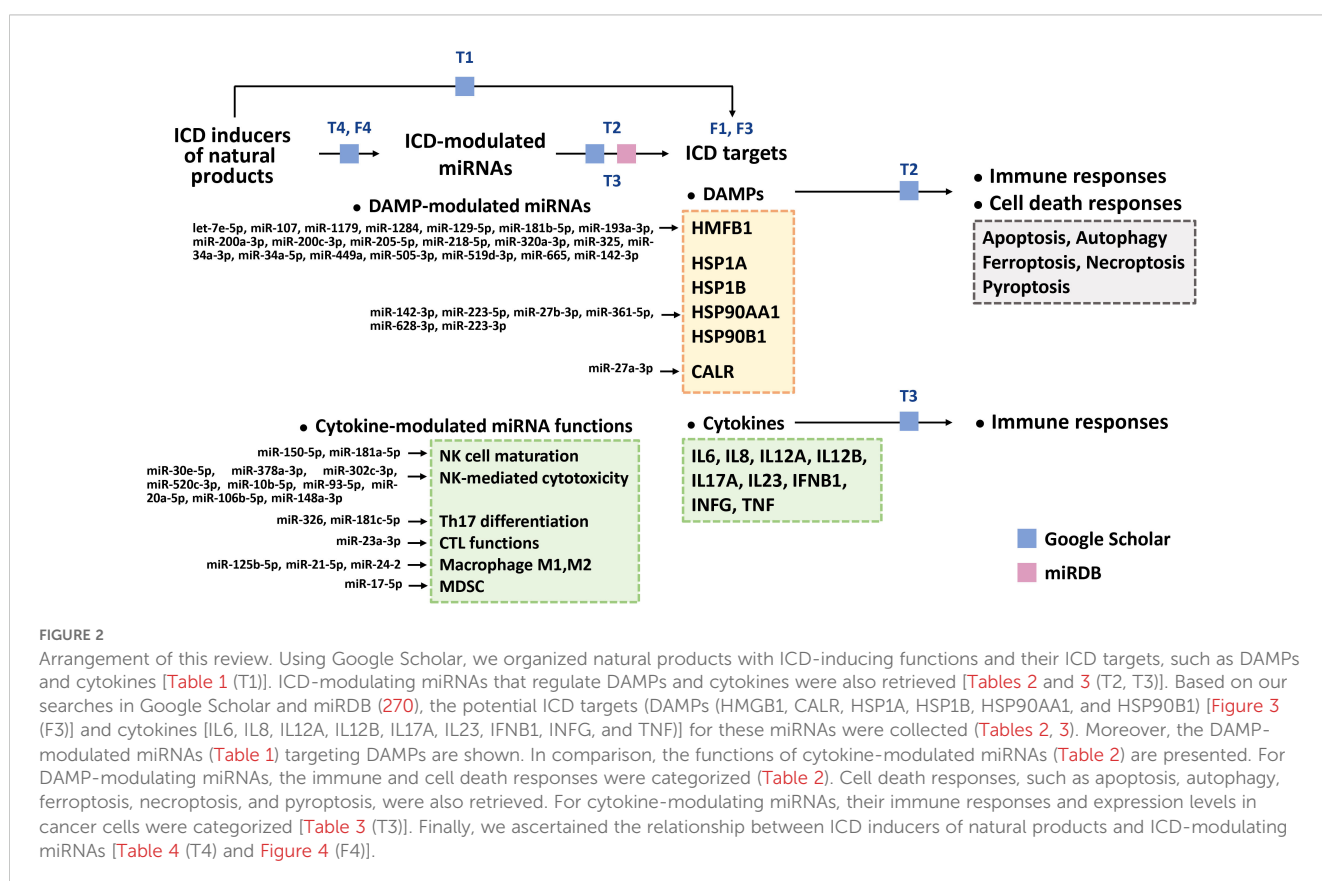 T1
ICD inducers
of natural
products
T4, F4
ICD-modulated
miRNAs
T2
T3
F1, F3
ICD targets
• DAMP-modulated miRNAs
let-7e-5p, miR-107, miR-1179, miR-1284, miR-129-5p, miR-181b-5p, miR-193a-3p,
miR-200a-3p, miR-200c-3p, miR-205-5p, miR-218-5p, miR-320a-3p, miR-325, miR-
34a-3p, miR-34a-5p, miR-449a, miR-505-3p, miR-519d-3p, miR-665, miR-142-3p
miR-142-3p, miR-223-5p, miR-27b-3p, miR-361-5p,
miR-628-3p, miR-223-3p
miR-27a-3p
• DAMPs
HMFB1
HSP1A
HSP1B
HSP90AA1
HSP90B1
CALR
T2
• Immune responses
• Cell death responses
Apoptosis, Autophagy
Ferroptosis, Necroptosis
Pyroptosis
• Cytokine-modulated miRNA functions
miR-150-5p, miR-181a-5p
NK cell maturation
miR-30e-5p, miR-378a-3p, miR-302c-3p,
miR-520c-3p, miR-10b-5p, miR-93-5p, miR-
20a-5p, miR-106b-5p, miR-148a-3p
NK-mediated cytotoxicity
miR-326, miR-181c-5p
Th17 differentiation
miR-23a-3p
CTL functions
miR-125b-5p, miR-21-5p, miR-24-2
Macrophage M1,M2
miR-17-5p
MDSC
• Cytokines
IL6, IL8, IL12A, IL12B,
IL17A, IL23, IFNB1,
INFG, TNF
T3
• Immune responses
Google Scholar
miRDB
FIGURE 2
Arrangement of this review. Using Google Scholar, we organized natural products with ICD-inducing functions and their ICD targets, such as DAMPs
and cytokines [Table 1 (T1)]. ICD-modulating miRNAs that regulate DAMPs and cytokines were also retrieved [Tables 2 and 3 (T2, T3)]. Based on our
searches in Google Scholar and miRDB (270), the potential ICD targets (DAMPs (HMGB1, CALR, HSP1A, HSP1B, HSP90AA1, and HSP90B1) [Figure 3
(F3)] and cytokines [IL6, IL8, IL12A, IL12B, IL17A, IL23, IFNB1, INFG, and TNF)] for these miRNAs were collected (Tables 2, 3). Moreover, the DAMP-
modulated miRNAs (Table 1) targeting DAMPs are shown. In comparison, the functions of cytokine-modulated miRNAs (Table 2) are presented. For
DAMP-modulating miRNAs, the immune and cell death responses were categorized (Table 2). Cell death responses, such as apoptosis, autophagy,
ferroptosis, necroptosis, and pyroptosis, were also retrieved. For cytokine-modulating miRNAs, their immune responses and expression levels in
cancer cells were categorized [Table 3 (T3)]. Finally, we ascertained the relationship between ICD inducers of natural products and ICD-modulating
miRNAs [Table 4 (T4) and Figure 4 (F4)].